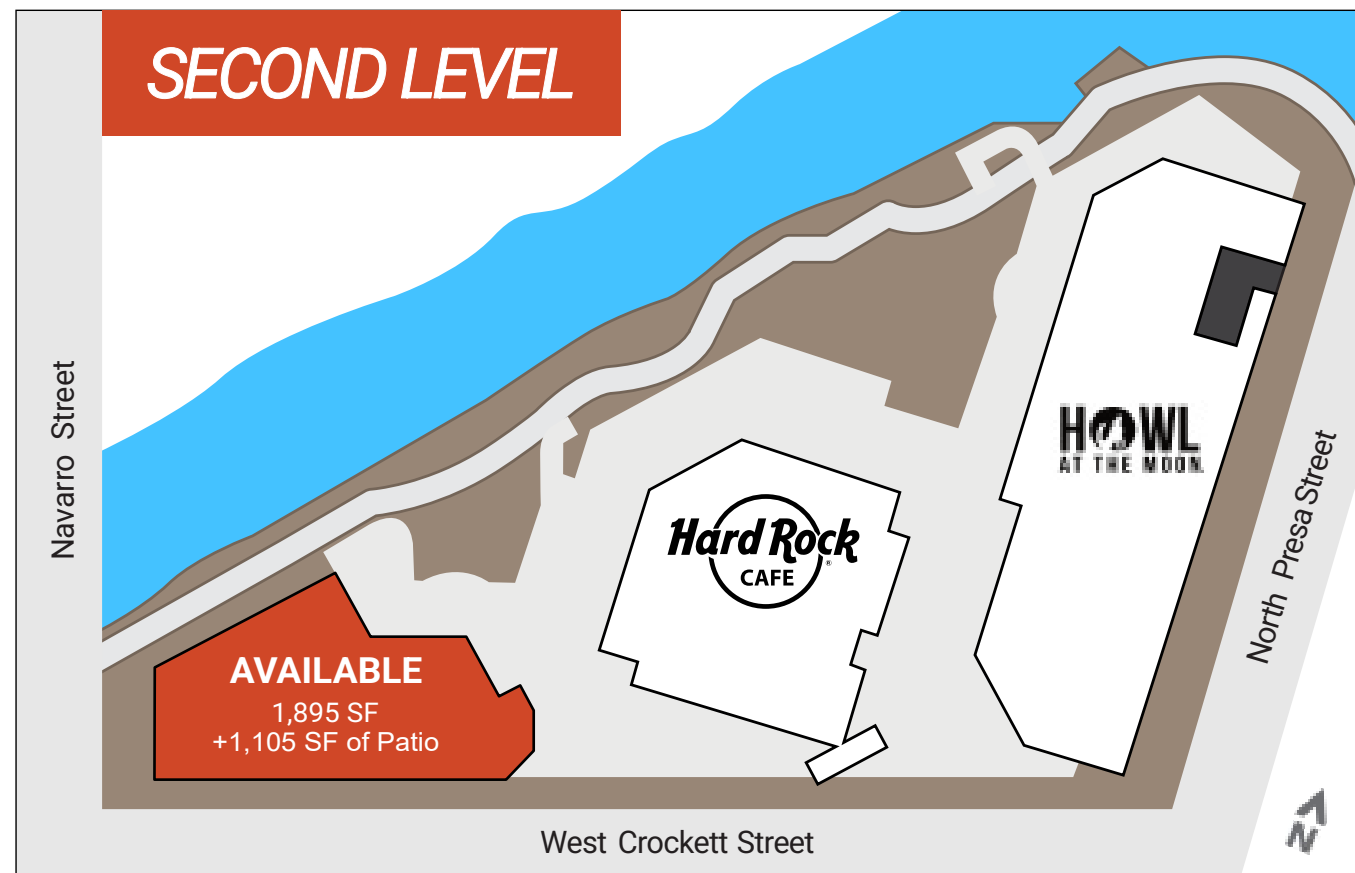 SECOND LEVEL
Navarro Street
HOWL
AT THE MOON
Hard Rock
®
CAFE
North Presa Street
AVAILABLE
1,895 SF
+1,105 SF of Patio
West Crockett Street
N